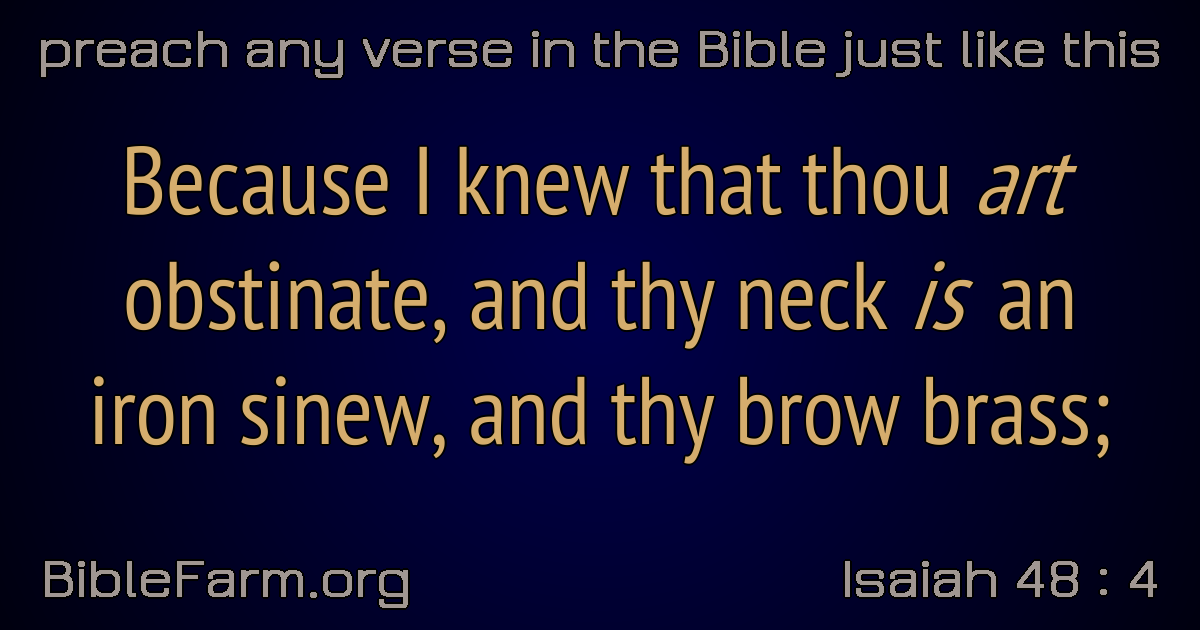 preach any verse in the Bible just like this
Because I knew that thou art
obstinate, and thy neck is an
iron sinew, and thy brow brass;
BibleFarm.org
Isaiah 48 : 4